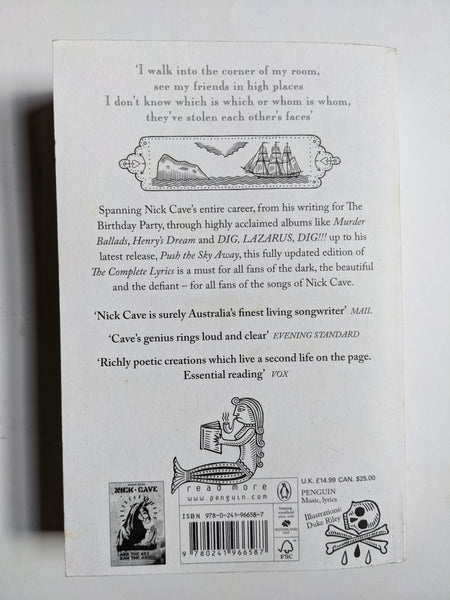 ‘I walk into the corner of my room,
see my friends in high places
I don't know which is which or whom is whom,
they've stolen each other's faces’
Spanning Nick Cave's entire career, from his writing for The
Birthday Party, through highly acclaimed albums like Murder
Ballads, Henry's Dream and DIG, LAZARUS, DIG!!! up to his
latest release, Push the Sky Away, this fully updated edition of
The Complete Lyrics is a must for all fans of the dark, the beautiful
and the defiant – for all fans of the songs of Nick Cave.
‘Nick Cave is surely Australia's finest living songwriter’ MAIL
‘Cave's genius rings loud and clear’ EVENING STANDARD
‘Richly poetic creations which live a second life on the page.
Essential reading’ VOX
read more
www.penguin.com
U.K. £14.99 CAN. $25.00
PENGUIN
Music, lyrics
Illustrations:
Duke Riley
ISBN 978-0-241-96658-7
9 780241 966587
FSC
NICK CAVE
AND THE ASS
SAW THE ANGEL